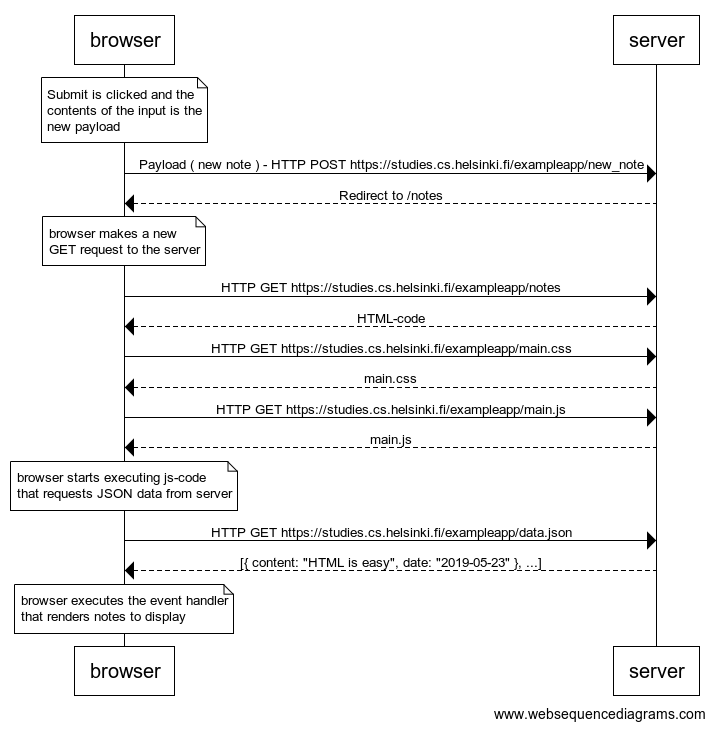 browser
server
Submit is clicked and the
contents of the input is the
new payload
Payload ( new note ) - HTTP POST https://studies.cs.helsinki.fi/exampleapp/new_note
Redirect to /notes
browser makes a new
GET request to the server
HTTP GET https://studies.cs.helsinki.fi/exampleapp/notes
HTML-code
HTTP GET https://studies.cs.helsinki.fi/exampleapp/main.css
main.css
HTTP GET https://studies.cs.helsinki.fi/exampleapp/main.js
main.js
browser starts executing js-code
that requests JSON data from server
HTTP GET https://studies.cs.helsinki.fi/exampleapp/data.json
[{ content: "HTML is easy", date: "2019-05-23" }, ...]
browser executes the event handler
that renders notes to display
browser
server
www.websequencediagrams.com